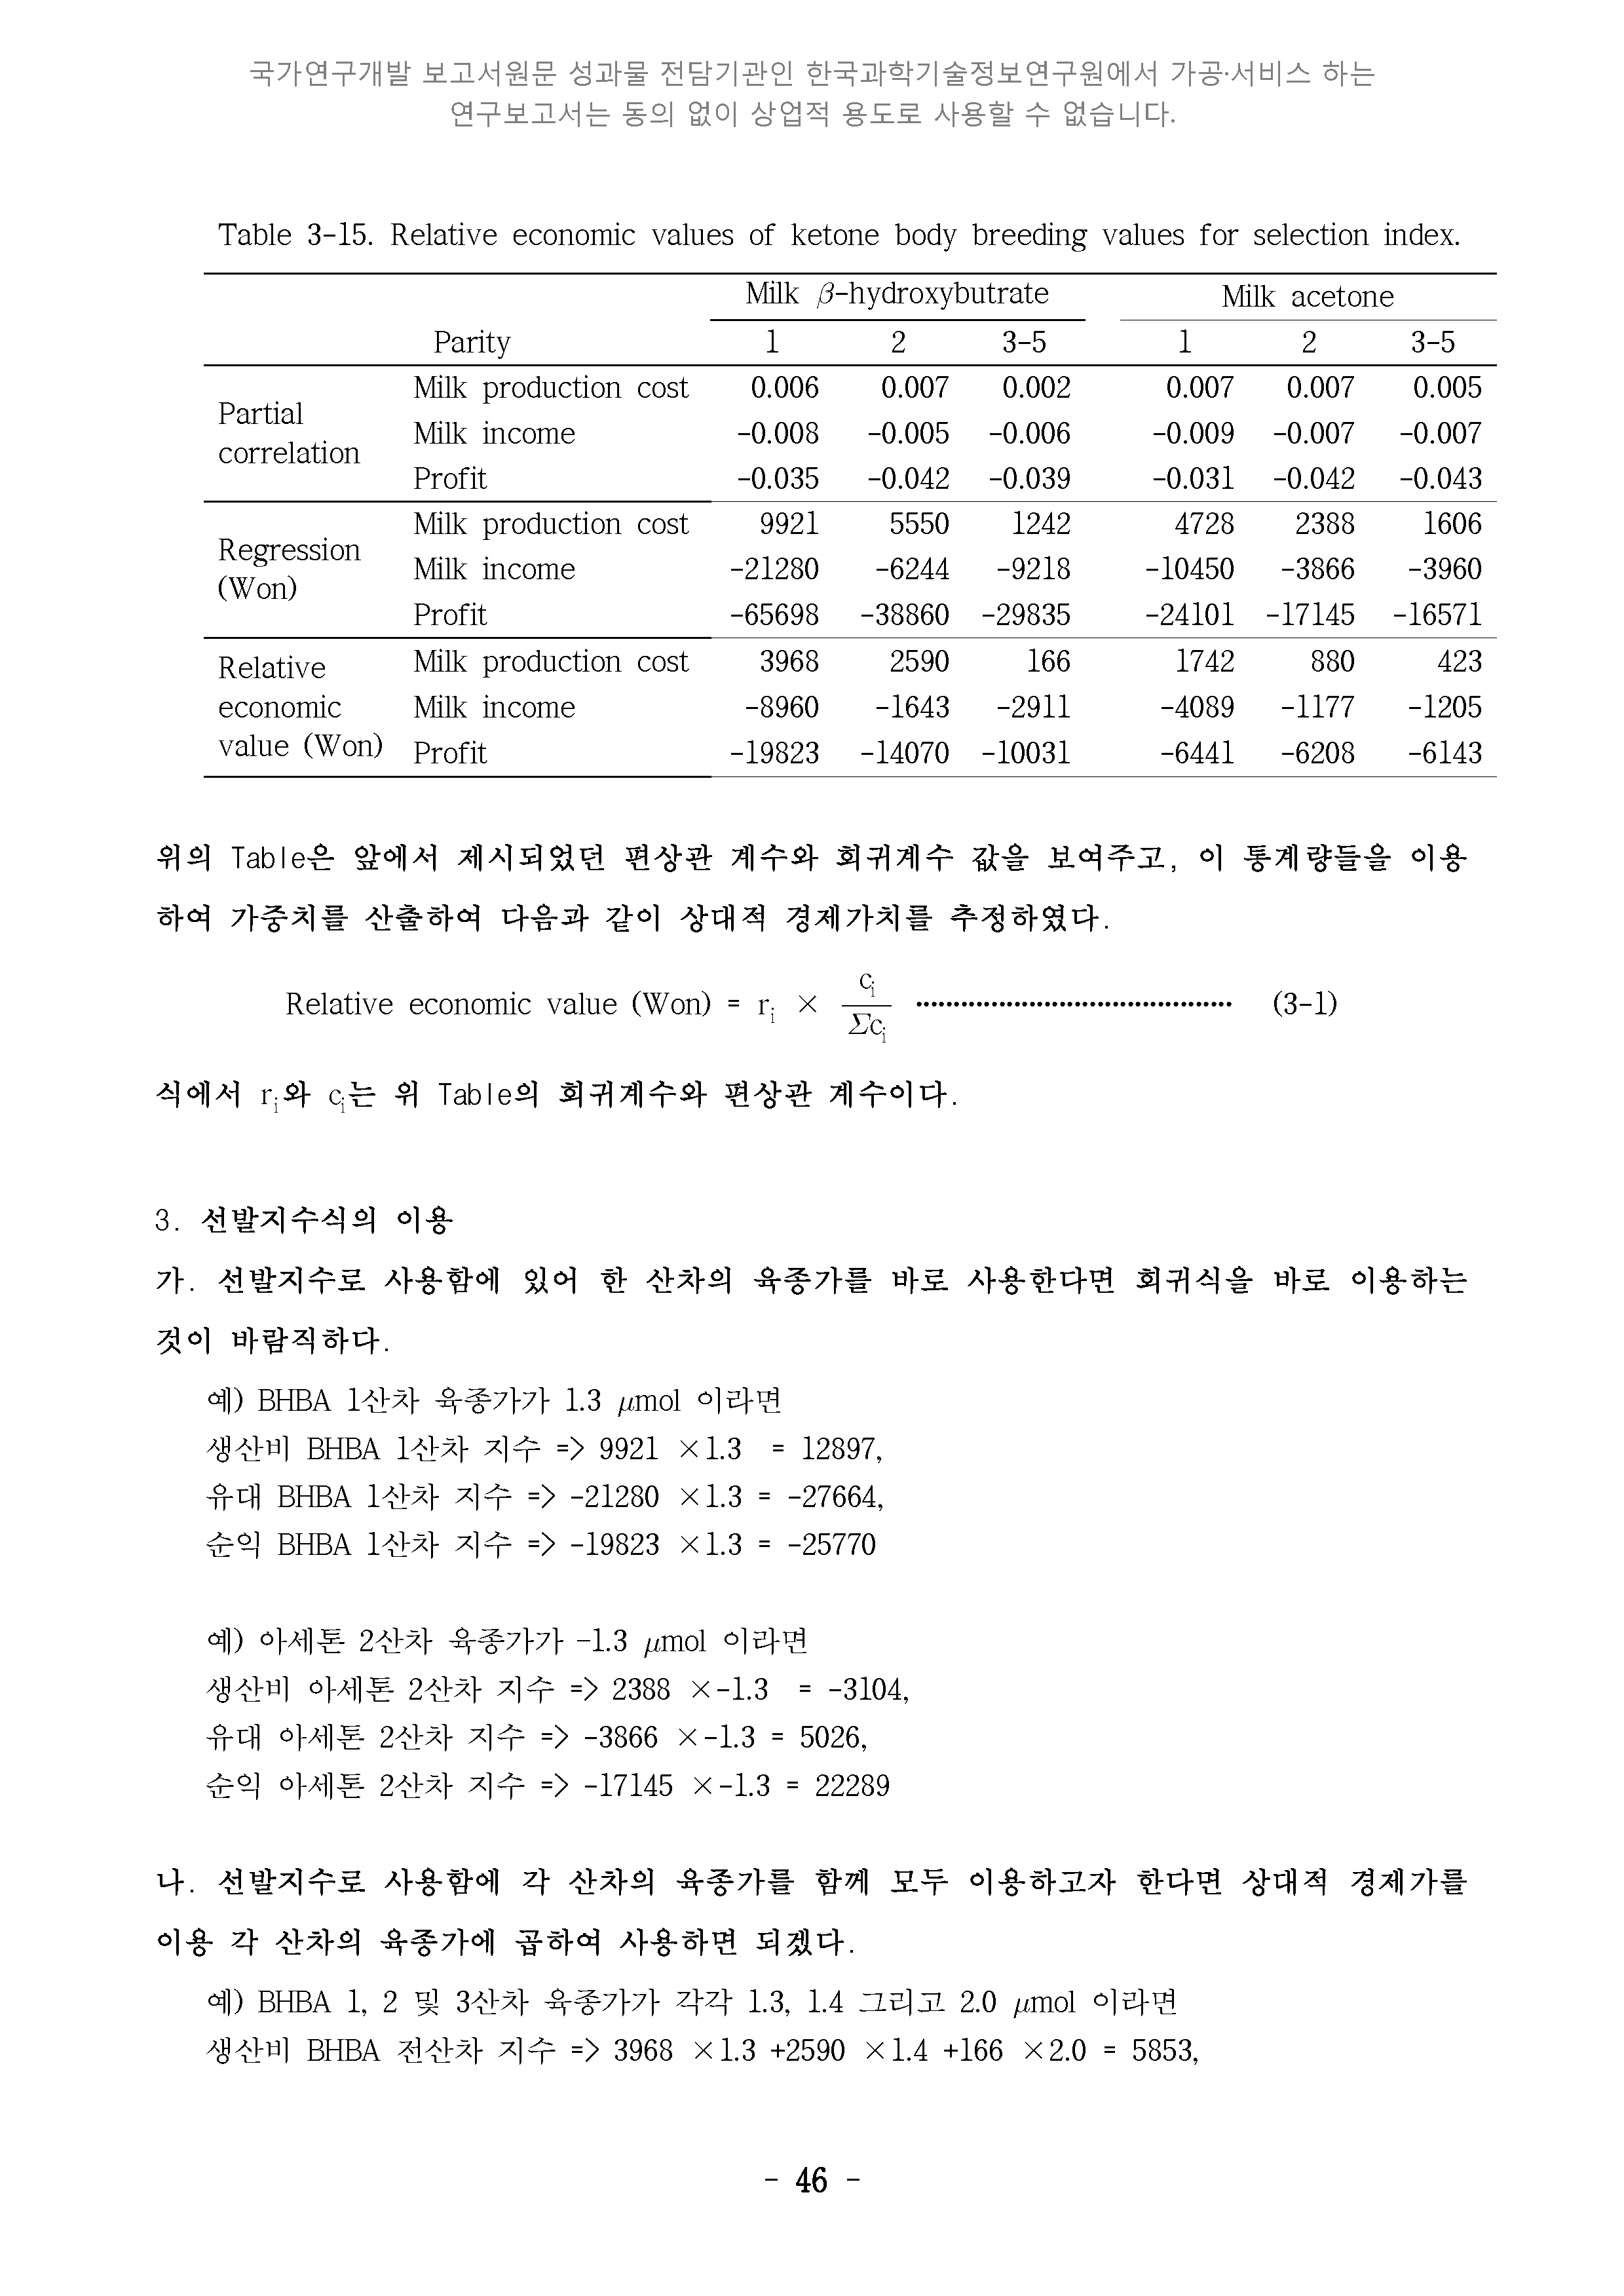 국가연구개발 보고서원문 성과물 전담기관인 한국과학기술정보연구원에서 가공·서비스 하는
연구보고서는 동의 없이 상업적 용도로 사용할 수 없습니다.
Table 3-15. Relative economic values of ketone body breeding values for selection index.
Milk β-hydroxybutrate Milk acetone
Parity 1 2 3-5 1 2 3-5
Partial correlation
Milk production cost 0.006 0.007 0.002 0.007 0.007 0.005
Milk income -0.008 -0.005 -0.006 -0.009 -0.007 -0.007
Profit -0.035 -0.042 -0.039 -0.031 -0.042 -0.043
Regression (Won)
Milk production cost 9921 5550 1242 4728 2388 1606
Milk income -21280 -6244 -9218 -10450 -3866 -3960
Profit -65698 -38860 -29835 -24101 -17145 -16571
Relative economic value (Won)
Milk production cost 3968 2590 166 1742 880 423
Milk income -8960 -1643 -2911 -4089 -1177 -1205
Profit -19823 -14070 -10031 -6441 -6208 -6143
위의 Table은 앞에서 제시되었던 편상관 계수와 회귀계수 값을 보여주고, 이 통계량들을 이용
하여 가중치를 산출하여 다음과 같이 상대적 경제가치를 추정하였다.
Relative economic value (Won) = rᵢ × cᵢ / Σcᵢ ·········································· (3-1)
식에서 rᵢ와 cᵢ는 위 Table의 회귀계수와 편상관 계수이다.
3. 선발지수식의 이용
가. 선발지수로 사용함에 있어 한 산차의 육종가를 바로 사용한다면 회귀식을 바로 이용하는
것이 바람직하다.
예) BHBA 1산차 육종가가 1.3 μmol 이라면
생산비 BHBA 1산차 지수 => 9921 ×1.3 = 12897,
유대 BHBA 1산차 지수 => -21280 ×1.3 = -27664,
순익 BHBA 1산차 지수 => -19823 ×1.3 = -25770
예) 아세톤 2산차 육종가가 -1.3 μmol 이라면
생산비 아세톤 2산차 지수 => 2388 ×-1.3 = -3104,
유대 아세톤 2산차 지수 => -3866 ×-1.3 = 5026,
순익 아세톤 2산차 지수 => -17145 ×-1.3 = 22289
나. 선발지수로 사용함에 각 산차의 육종가를 함께 모두 이용하고자 한다면 상대적 경제가를
이용 각 산차의 육종가에 곱하여 사용하면 되겠다.
예) BHBA 1, 2 및 3산차 육종가가 각각 1.3, 1.4 그리고 2.0 μmol 이라면
생산비 BHBA 전산차 지수 => 3968 ×1.3 +2590 ×1.4 +166 ×2.0 = 5853,
- 46 -